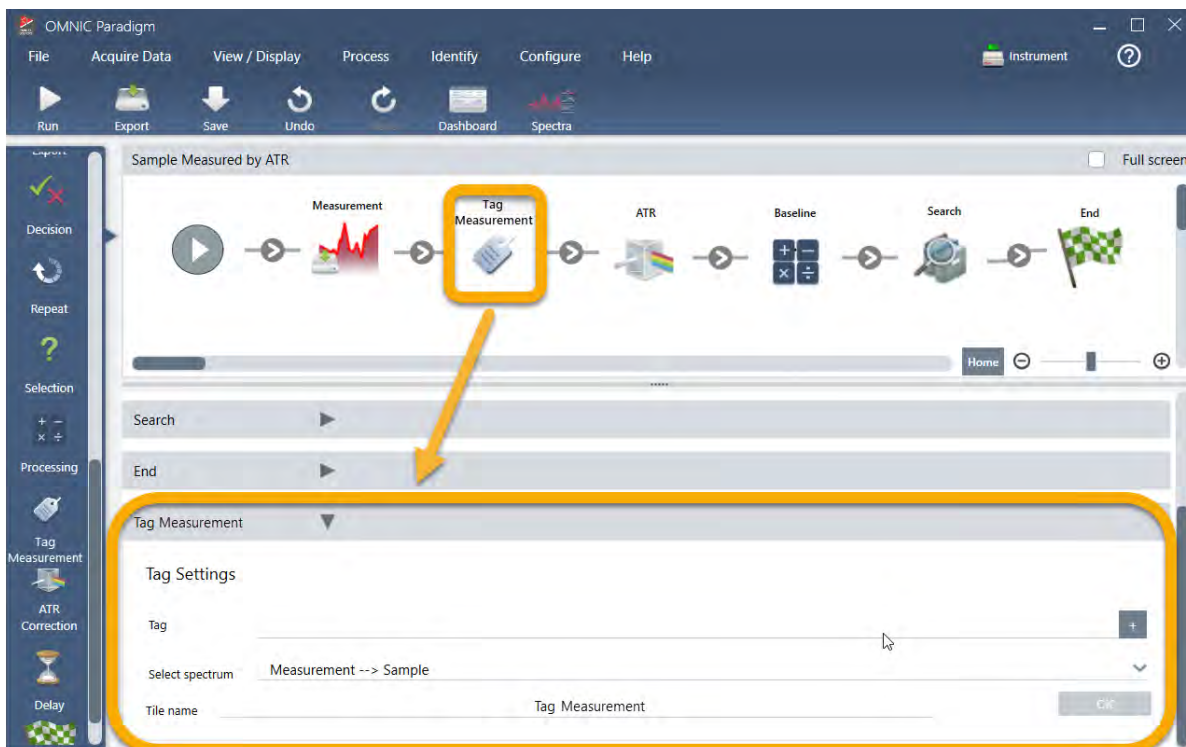 OMNIC Paradigm
File Acquire Data View / Display Process Identify Configure Help Instrument
Run Export Save Undo Dashboard Spectra
Export
Decision
Repeat
Selection
Processing
Tag
Measurement
ATR
Correction
Delay
Sample Measured by ATR Full screen
Measurement
Tag
Measurement
ATR
Baseline
Search
End
Home
Search
End
Tag Measurement
Tag Settings
Tag +
Select spectrum Measurement --> Sample
Tile name Tag Measurement OK